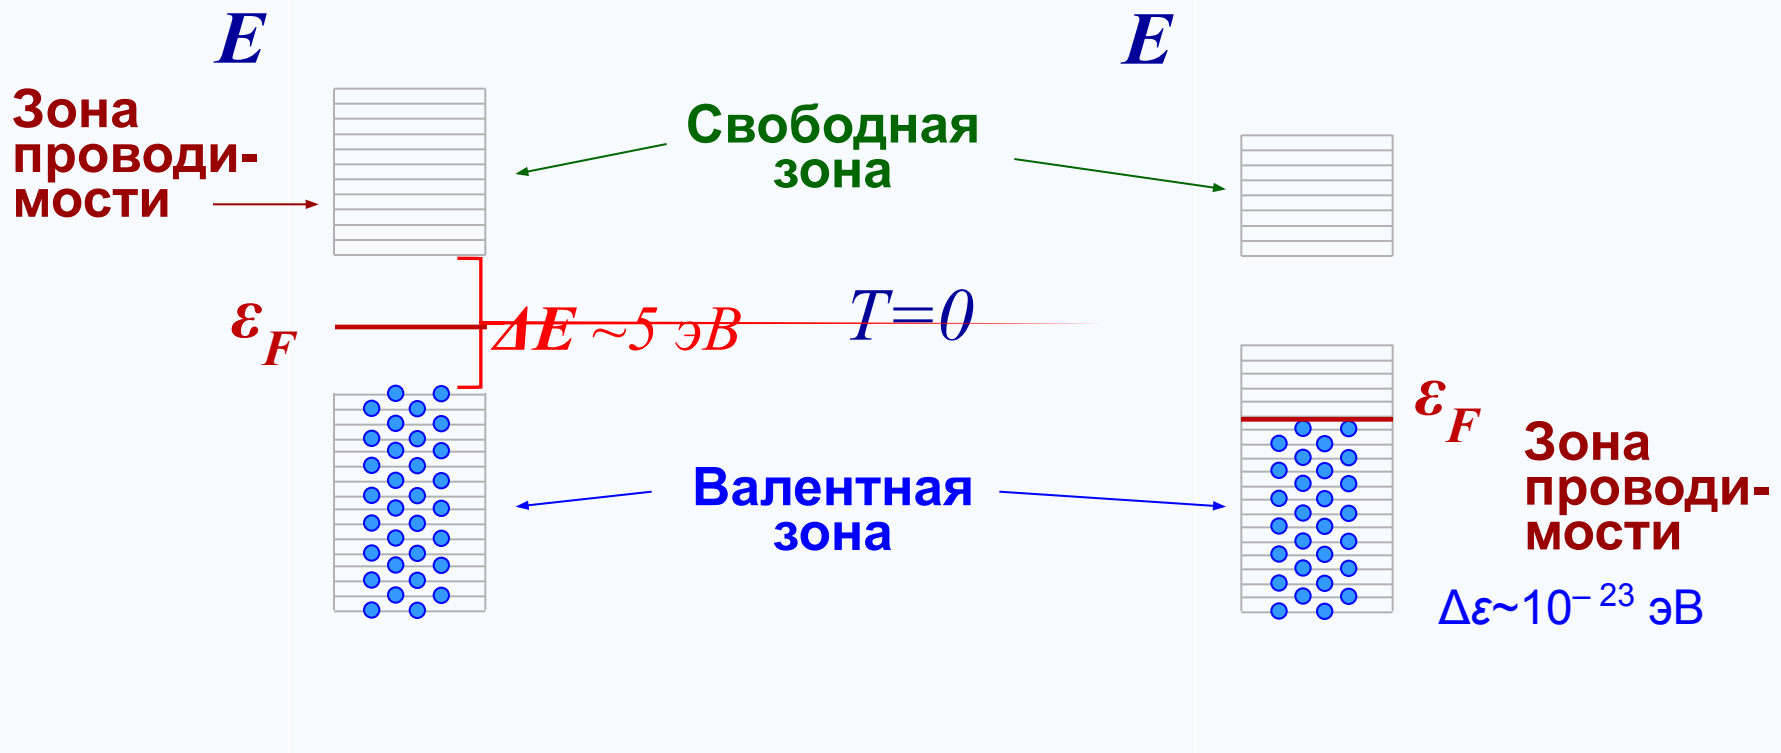 E
E
Зона
проводи-
мости
Свободная
зона
ε F
ΔE ~5 эВ
T=0
ε F
Зона
проводи-
мости
Валентная
зона
Δε~10– 23 эВ